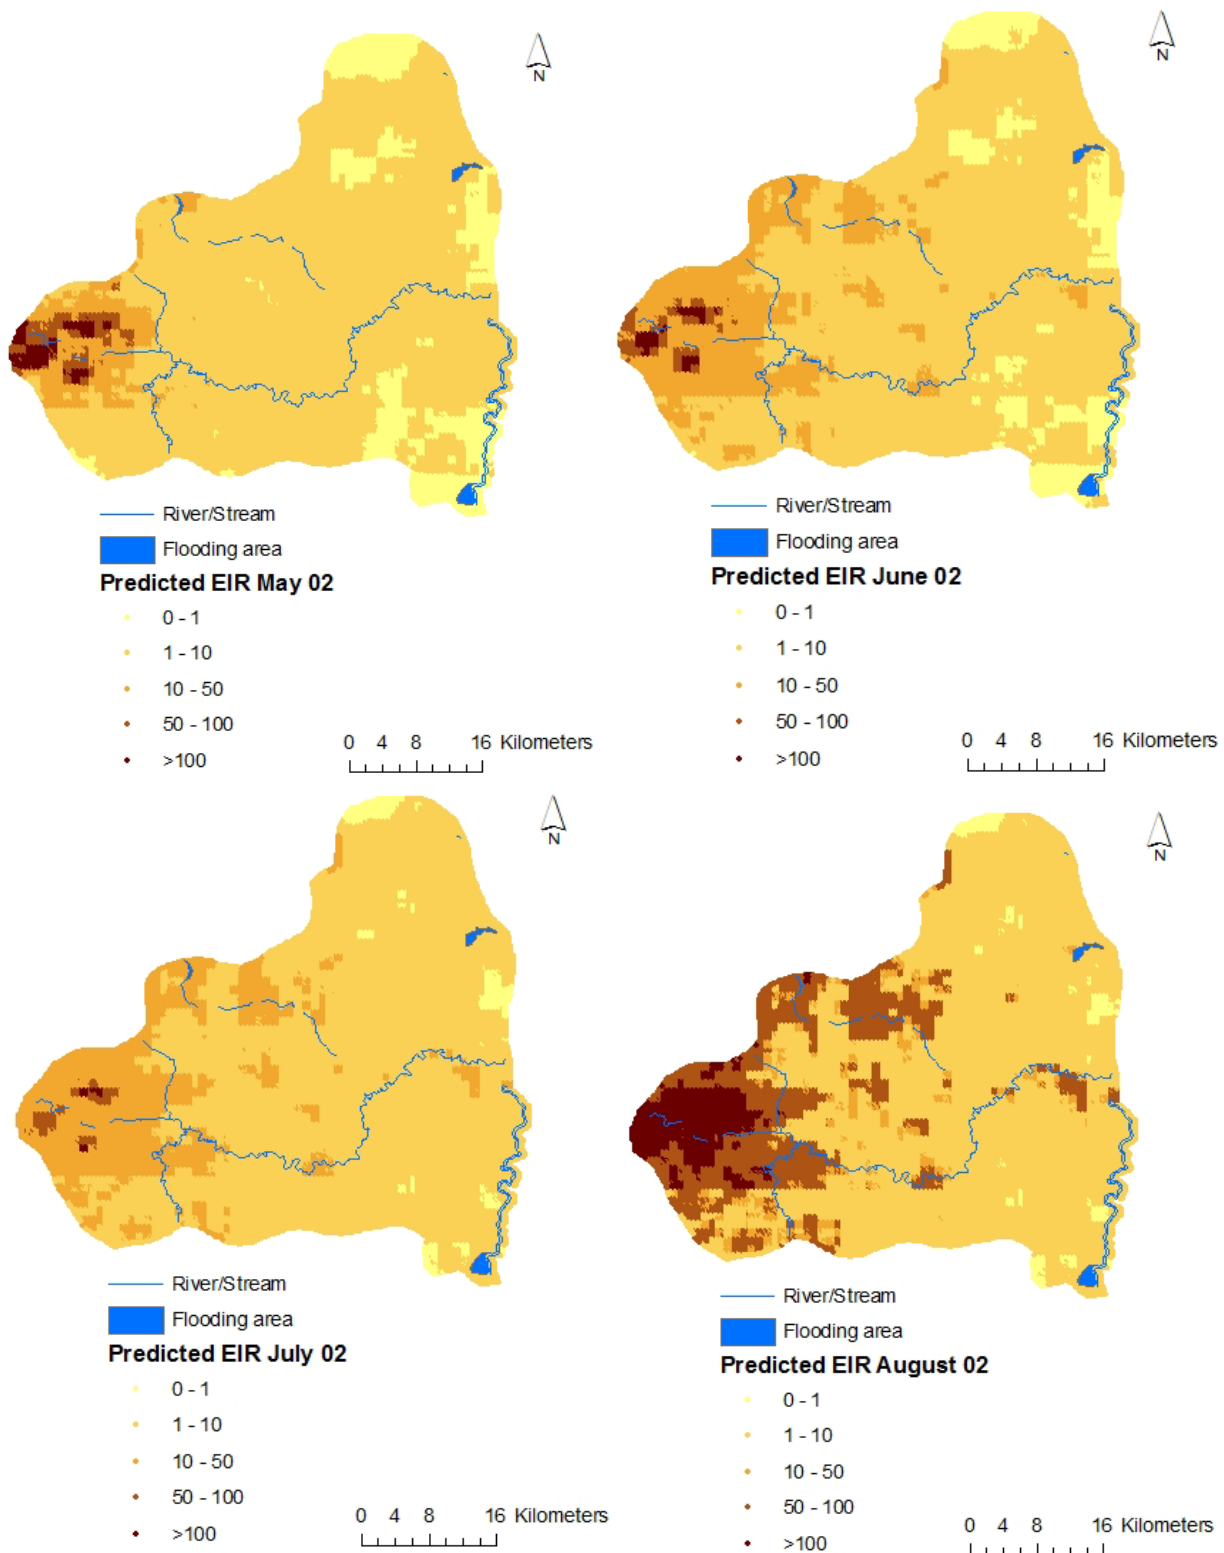 N
N
River/Stream
Flooding area
Predicted EIR May 02
0 - 1
1 - 10
10 - 50
50 - 100
>100
0 4 8 16 Kilometers
River/Stream
Flooding area
Predicted EIR June 02
0 - 1
1 - 10
10 - 50
50 - 100
>100
0 4 8 16 Kilometers
N
N
River/Stream
Flooding area
Predicted EIR July 02
0 - 1
1 - 10
10 - 50
50 - 100
>100
0 4 8 16 Kilometers
River/Stream
Flooding area
Predicted EIR August 02
0 - 1
1 - 10
10 - 50
50 - 100
>100
0 4 8 16 Kilometers